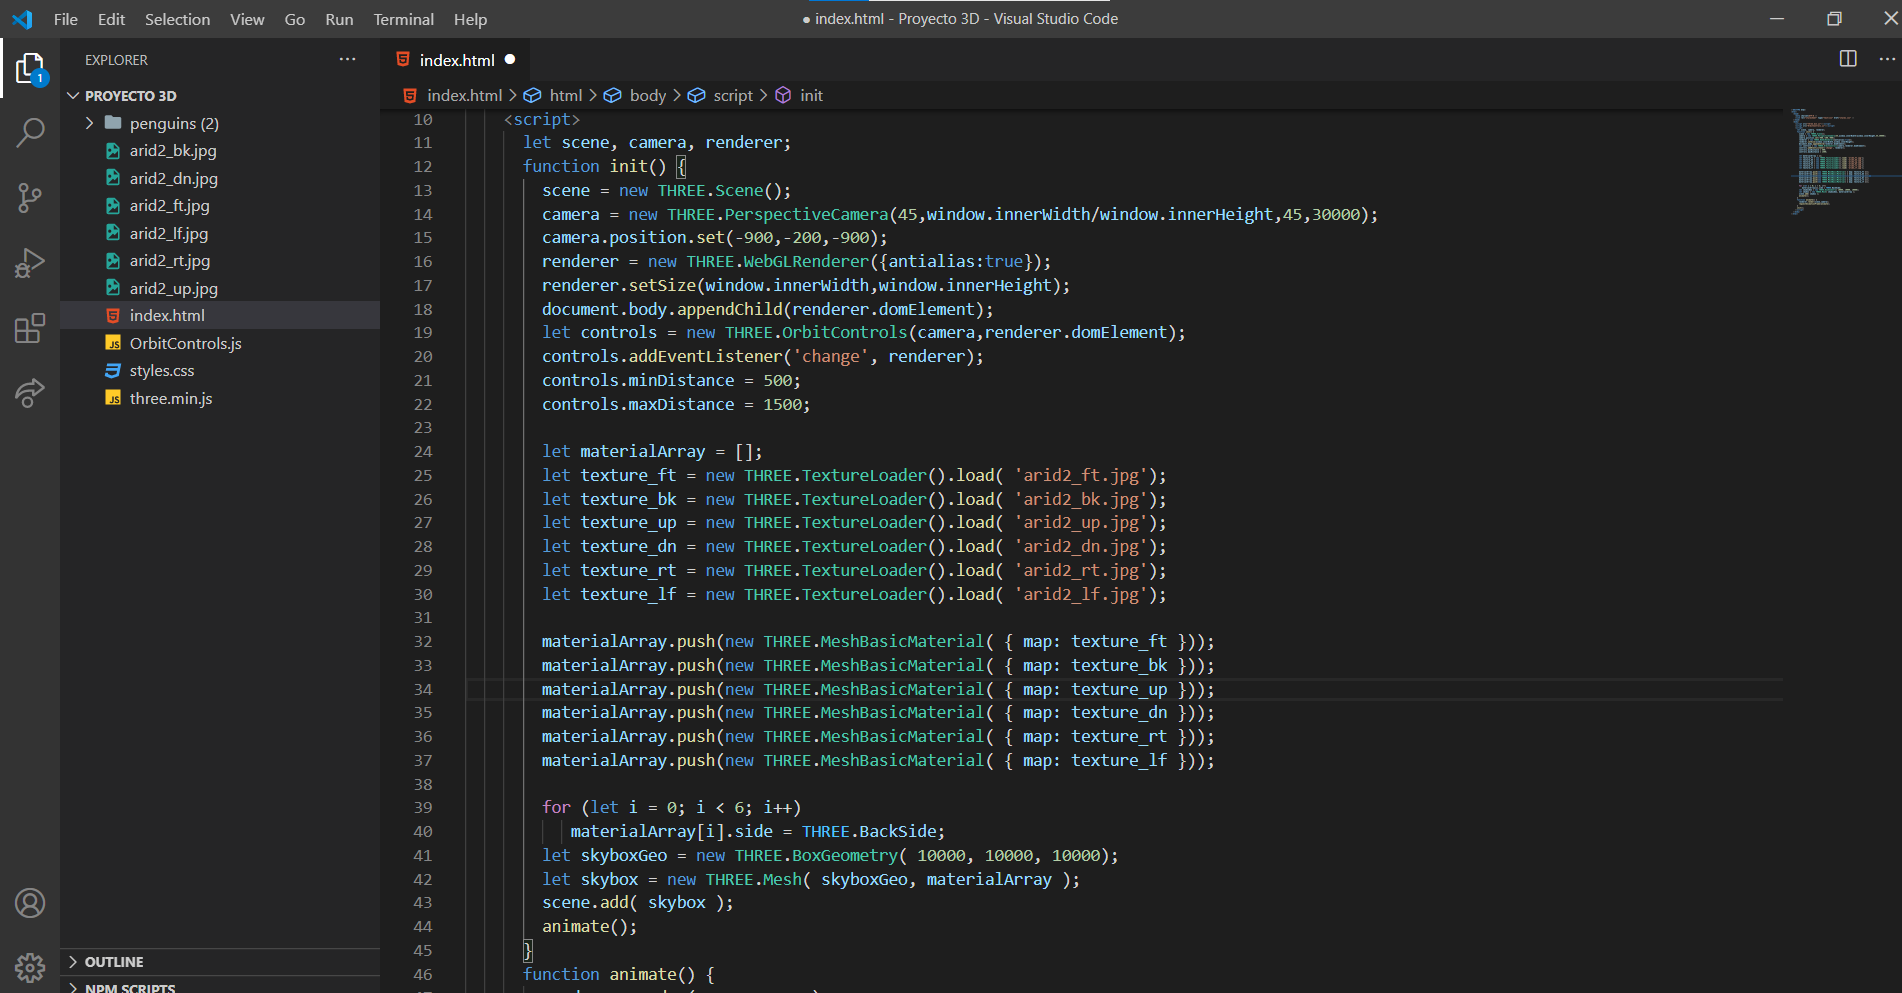 File Edit Selection View Go Run Terminal Help
● index.html - Proyecto 3D - Visual Studio Code
EXPLORER
1
PROYECTO 3D
penguins (2)
arid2_bk.jpg
arid2_dn.jpg
arid2_ft.jpg
arid2_lf.jpg
arid2_rt.jpg
arid2_up.jpg
index.html
JS OrbitControls.js
styles.css
JS three.min.js
OUTLINE
NPM SCRIPTS
index.html
index.html > html > body > script > init
10 <script>
11 let scene, camera, renderer;
12 function init() {
13 scene = new THREE.Scene();
14 camera = new THREE.PerspectiveCamera(45,window.innerWidth/window.innerHeight,45,30000);
15 camera.position.set(-900,-200,-900);
16 renderer = new THREE.WebGLRenderer({antialias:true});
17 renderer.setSize(window.innerWidth,window.innerHeight);
18 document.body.appendChild(renderer.domElement);
19 let controls = new THREE.OrbitControls(camera,renderer.domElement);
20 controls.addEventListener('change', renderer);
21 controls.minDistance = 500;
22 controls.maxDistance = 1500;
23
24 let materialArray = [];
25 let texture_ft = new THREE.TextureLoader().load( 'arid2_ft.jpg');
26 let texture_bk = new THREE.TextureLoader().load( 'arid2_bk.jpg');
27 let texture_up = new THREE.TextureLoader().load( 'arid2_up.jpg');
28 let texture_dn = new THREE.TextureLoader().load( 'arid2_dn.jpg');
29 let texture_rt = new THREE.TextureLoader().load( 'arid2_rt.jpg');
30 let texture_lf = new THREE.TextureLoader().load( 'arid2_lf.jpg');
31
32 materialArray.push(new THREE.MeshBasicMaterial( { map: texture_ft }));
33 materialArray.push(new THREE.MeshBasicMaterial( { map: texture_bk }));
34 materialArray.push(new THREE.MeshBasicMaterial( { map: texture_up }));
35 materialArray.push(new THREE.MeshBasicMaterial( { map: texture_dn }));
36 materialArray.push(new THREE.MeshBasicMaterial( { map: texture_rt }));
37 materialArray.push(new THREE.MeshBasicMaterial( { map: texture_lf }));
38
39 for (let i = 0; i < 6; i++)
40 materialArray[i].side = THREE.BackSide;
41 let skyboxGeo = new THREE.BoxGeometry( 10000, 10000, 10000);
42 let skybox = new THREE.Mesh( skyboxGeo, materialArray );
43 scene.add( skybox );
44 animate();
45 }
46 function animate() {